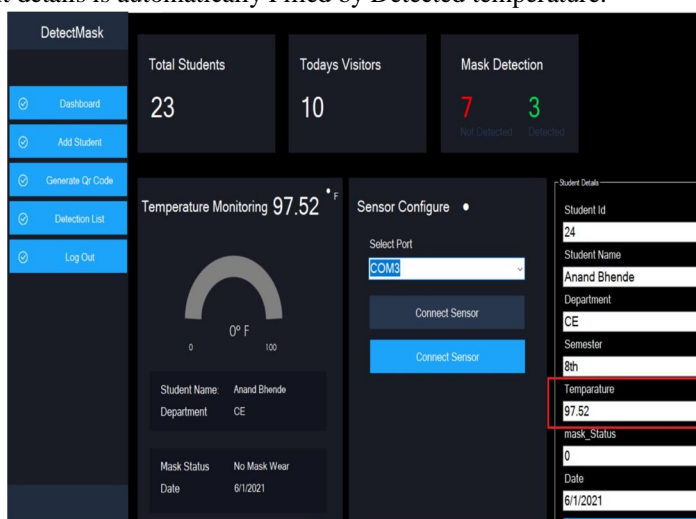 details is automatically Filled by Detected temperature.
DetectMask
Dashboard
Add Student
Generate Qr Code
Detection List
Log Out
Total Students
23
Todays Visitors
10
Mask Detection
7 3
Not Detected Detected
Temperature Monitoring 97.52 ° F
0° F
0 100
Student Name: Anand Bhende
Department CE
Mask Status No Mask Wear
Date 6/1/2021
Sensor Configure
Select Port
COM3
Connect Sensor
Connect Sensor
Student Details
Student Id
24
Student Name
Anand Bhende
Department
CE
Semester
8th
Temparature
97.52
mask_Status
0
Date
6/1/2021